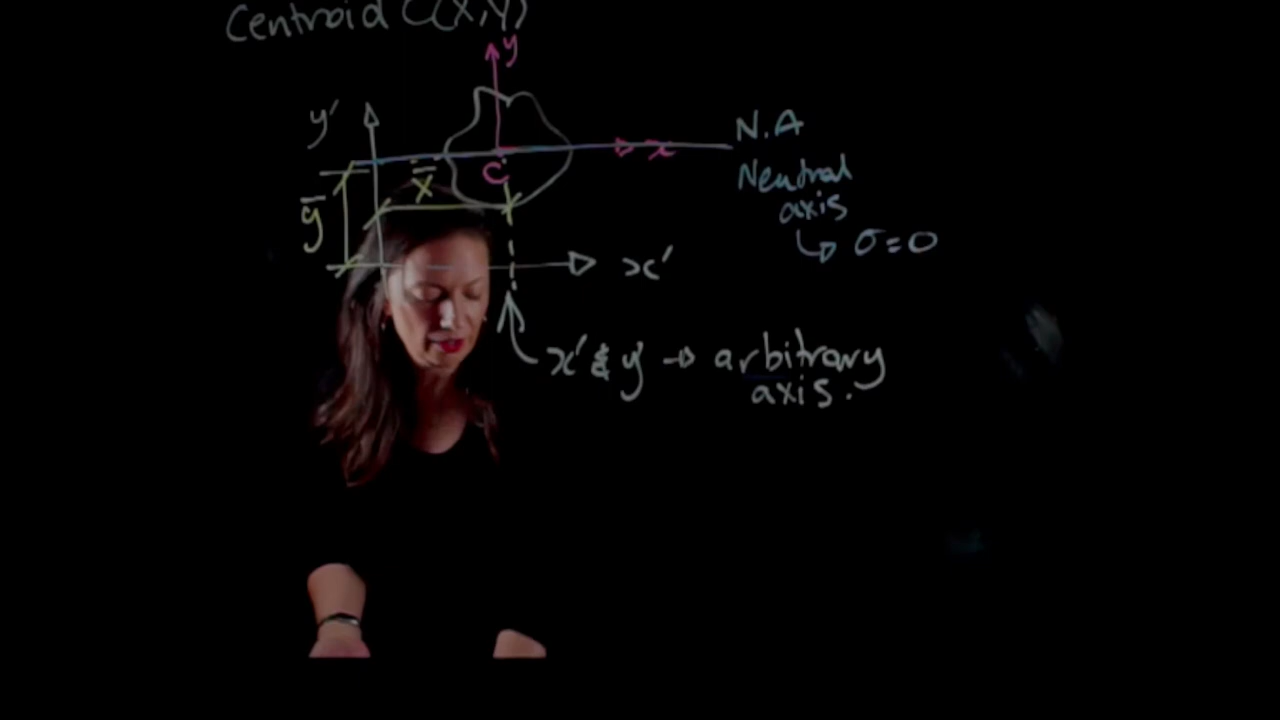 Centroid C(X,Y)
y
y′
N.A
x
C
Neutral
axis
x̄
ȳ
↳ σ=0
x′
x′ & y′ → arbitrary
axis.